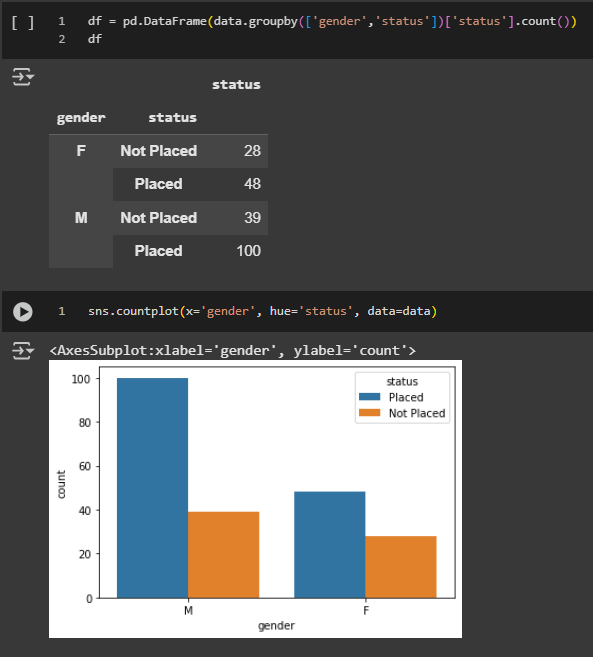 [ ] 1 df = pd.DataFrame(data.groupby(['gender','status'])['status'].count())
2 df
status
gender status
F Not Placed 28
Placed 48
M Not Placed 39
Placed 100
1 sns.countplot(x='gender', hue='status', data=data)
<AxesSubplot:xlabel='gender', ylabel='count'>
status
Placed
Not Placed
100
80
60
40
20
0
count
M F
gender